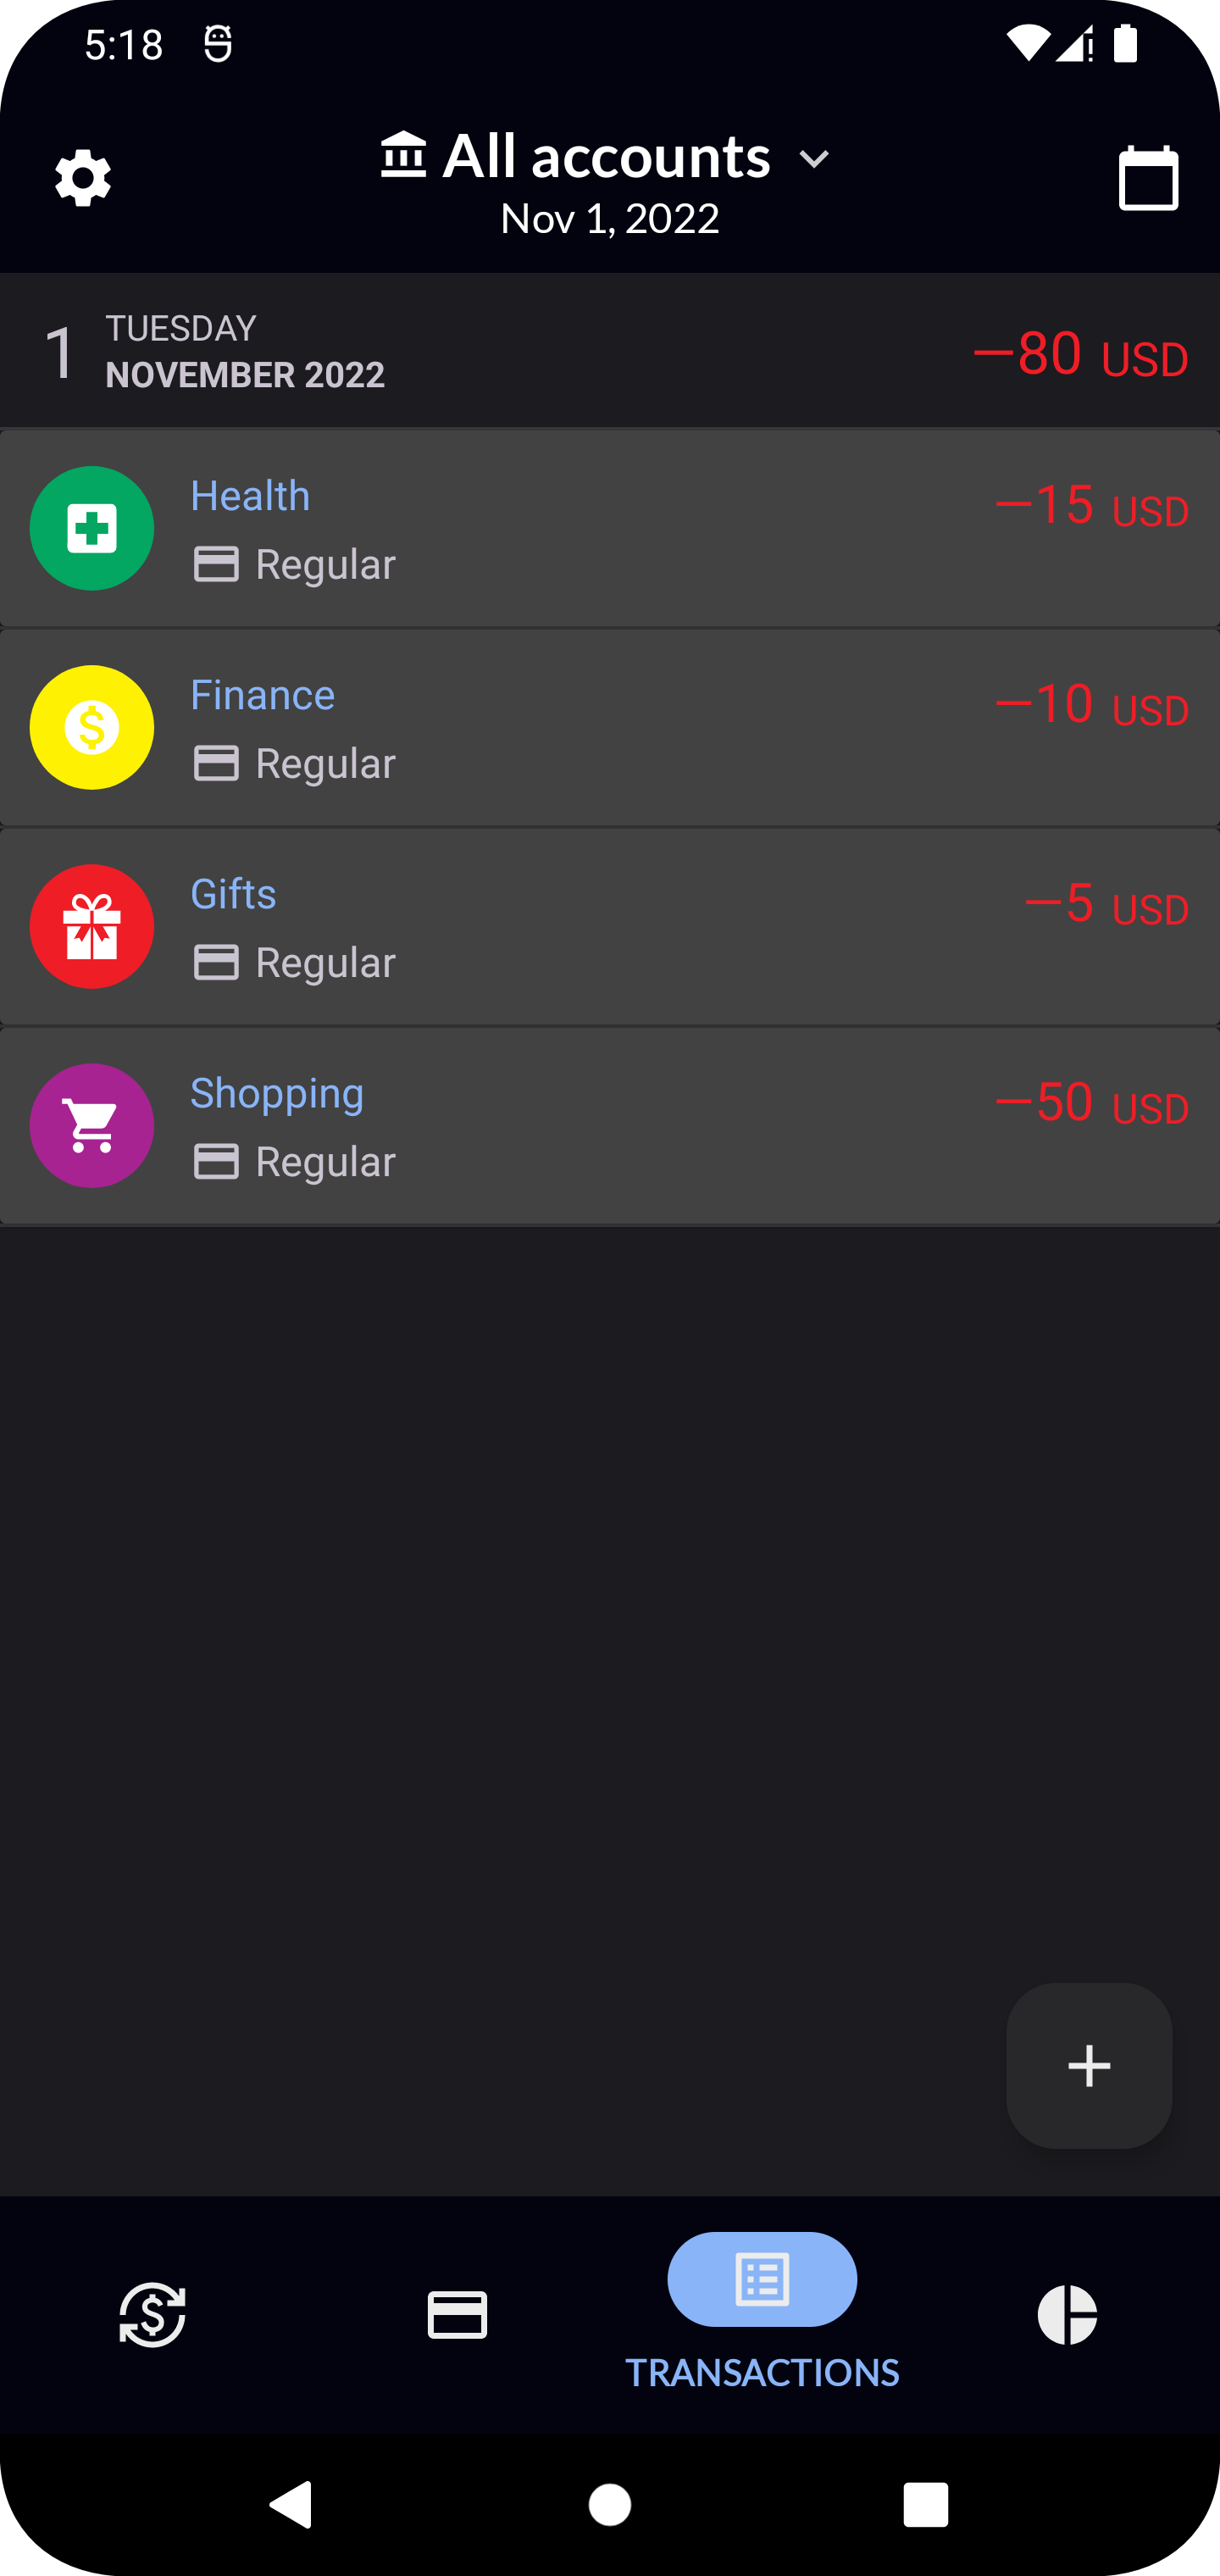 5:18
All accounts
Nov 1, 2022
1
TUESDAY
NOVEMBER 2022
—80 USD
Health
—15 USD
Regular
Finance
—10 USD
Regular
Gifts
—5 USD
Regular
Shopping
—50 USD
Regular
TRANSACTIONS